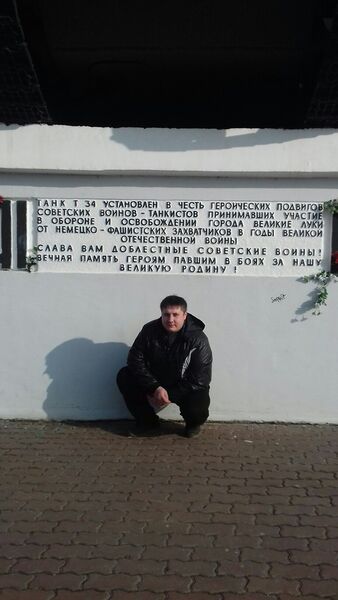 ТАНК Т 34 УСТАНОВЛЕН В ЧЕСТЬ ГЕРОИЧЕСКИХ ПОДВИГОВ
СОВЕТСКИХ ВОИНОВ - ТАНКИСТОВ ПРИНИМАВШИХ УЧАСТИЕ
В ОБОРОНЕ И ОСВОБОЖДЕНИИ ГОРОДА ВЕЛИКИЕ ЛУКИ
ОТ НЕМЕЦКО - ФАШИСТСКИХ ЗАХВАТЧИКОВ В ГОДЫ ВЕЛИКОЙ
ОТЕЧЕСТВЕННОЙ ВОЙНЫ
СЛАВА ВАМ ДОБЛЕСТНЫЕ СОВЕТСКИЕ ВОИНЫ!
ВЕЧНАЯ ПАМЯТЬ ГЕРОЯМ ПАВШИМ В БОЯХ ЗА НАШУ
ВЕЛИКУЮ РОДИНУ!